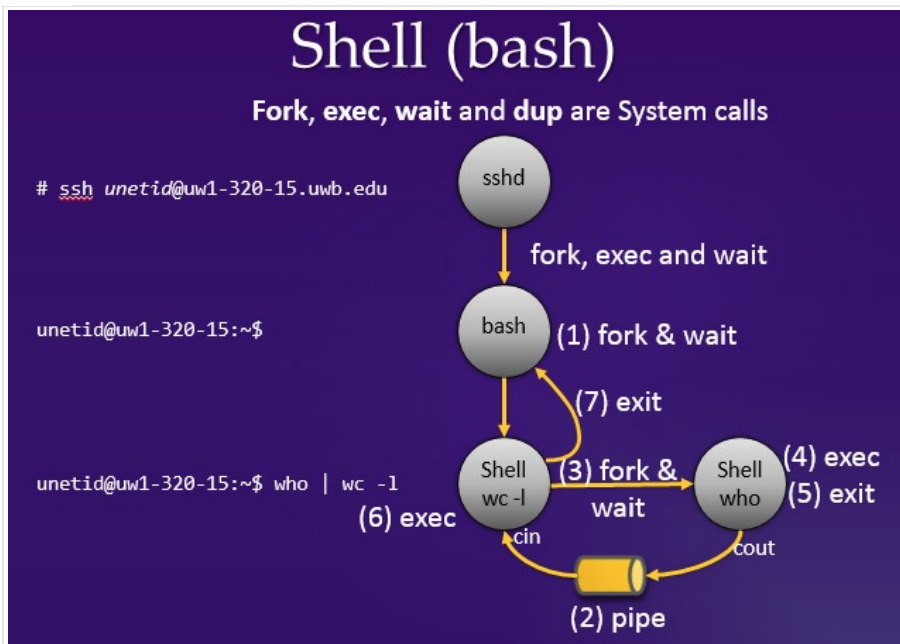 Shell (bash)
Fork, exec, wait and dup are System calls
# ssh unetid@uw1-320-15.uwb.edu
sshd
fork, exec and wait
unetid@uw1-320-15:~$
bash
(1) fork & wait
(7) exit
unetid@uw1-320-15:~$ who | wc -l
Shell
wc -l
(3) fork &
wait
Shell
who
(4) exec
(5) exit
(6) exec
cin
cout
(2) pipe